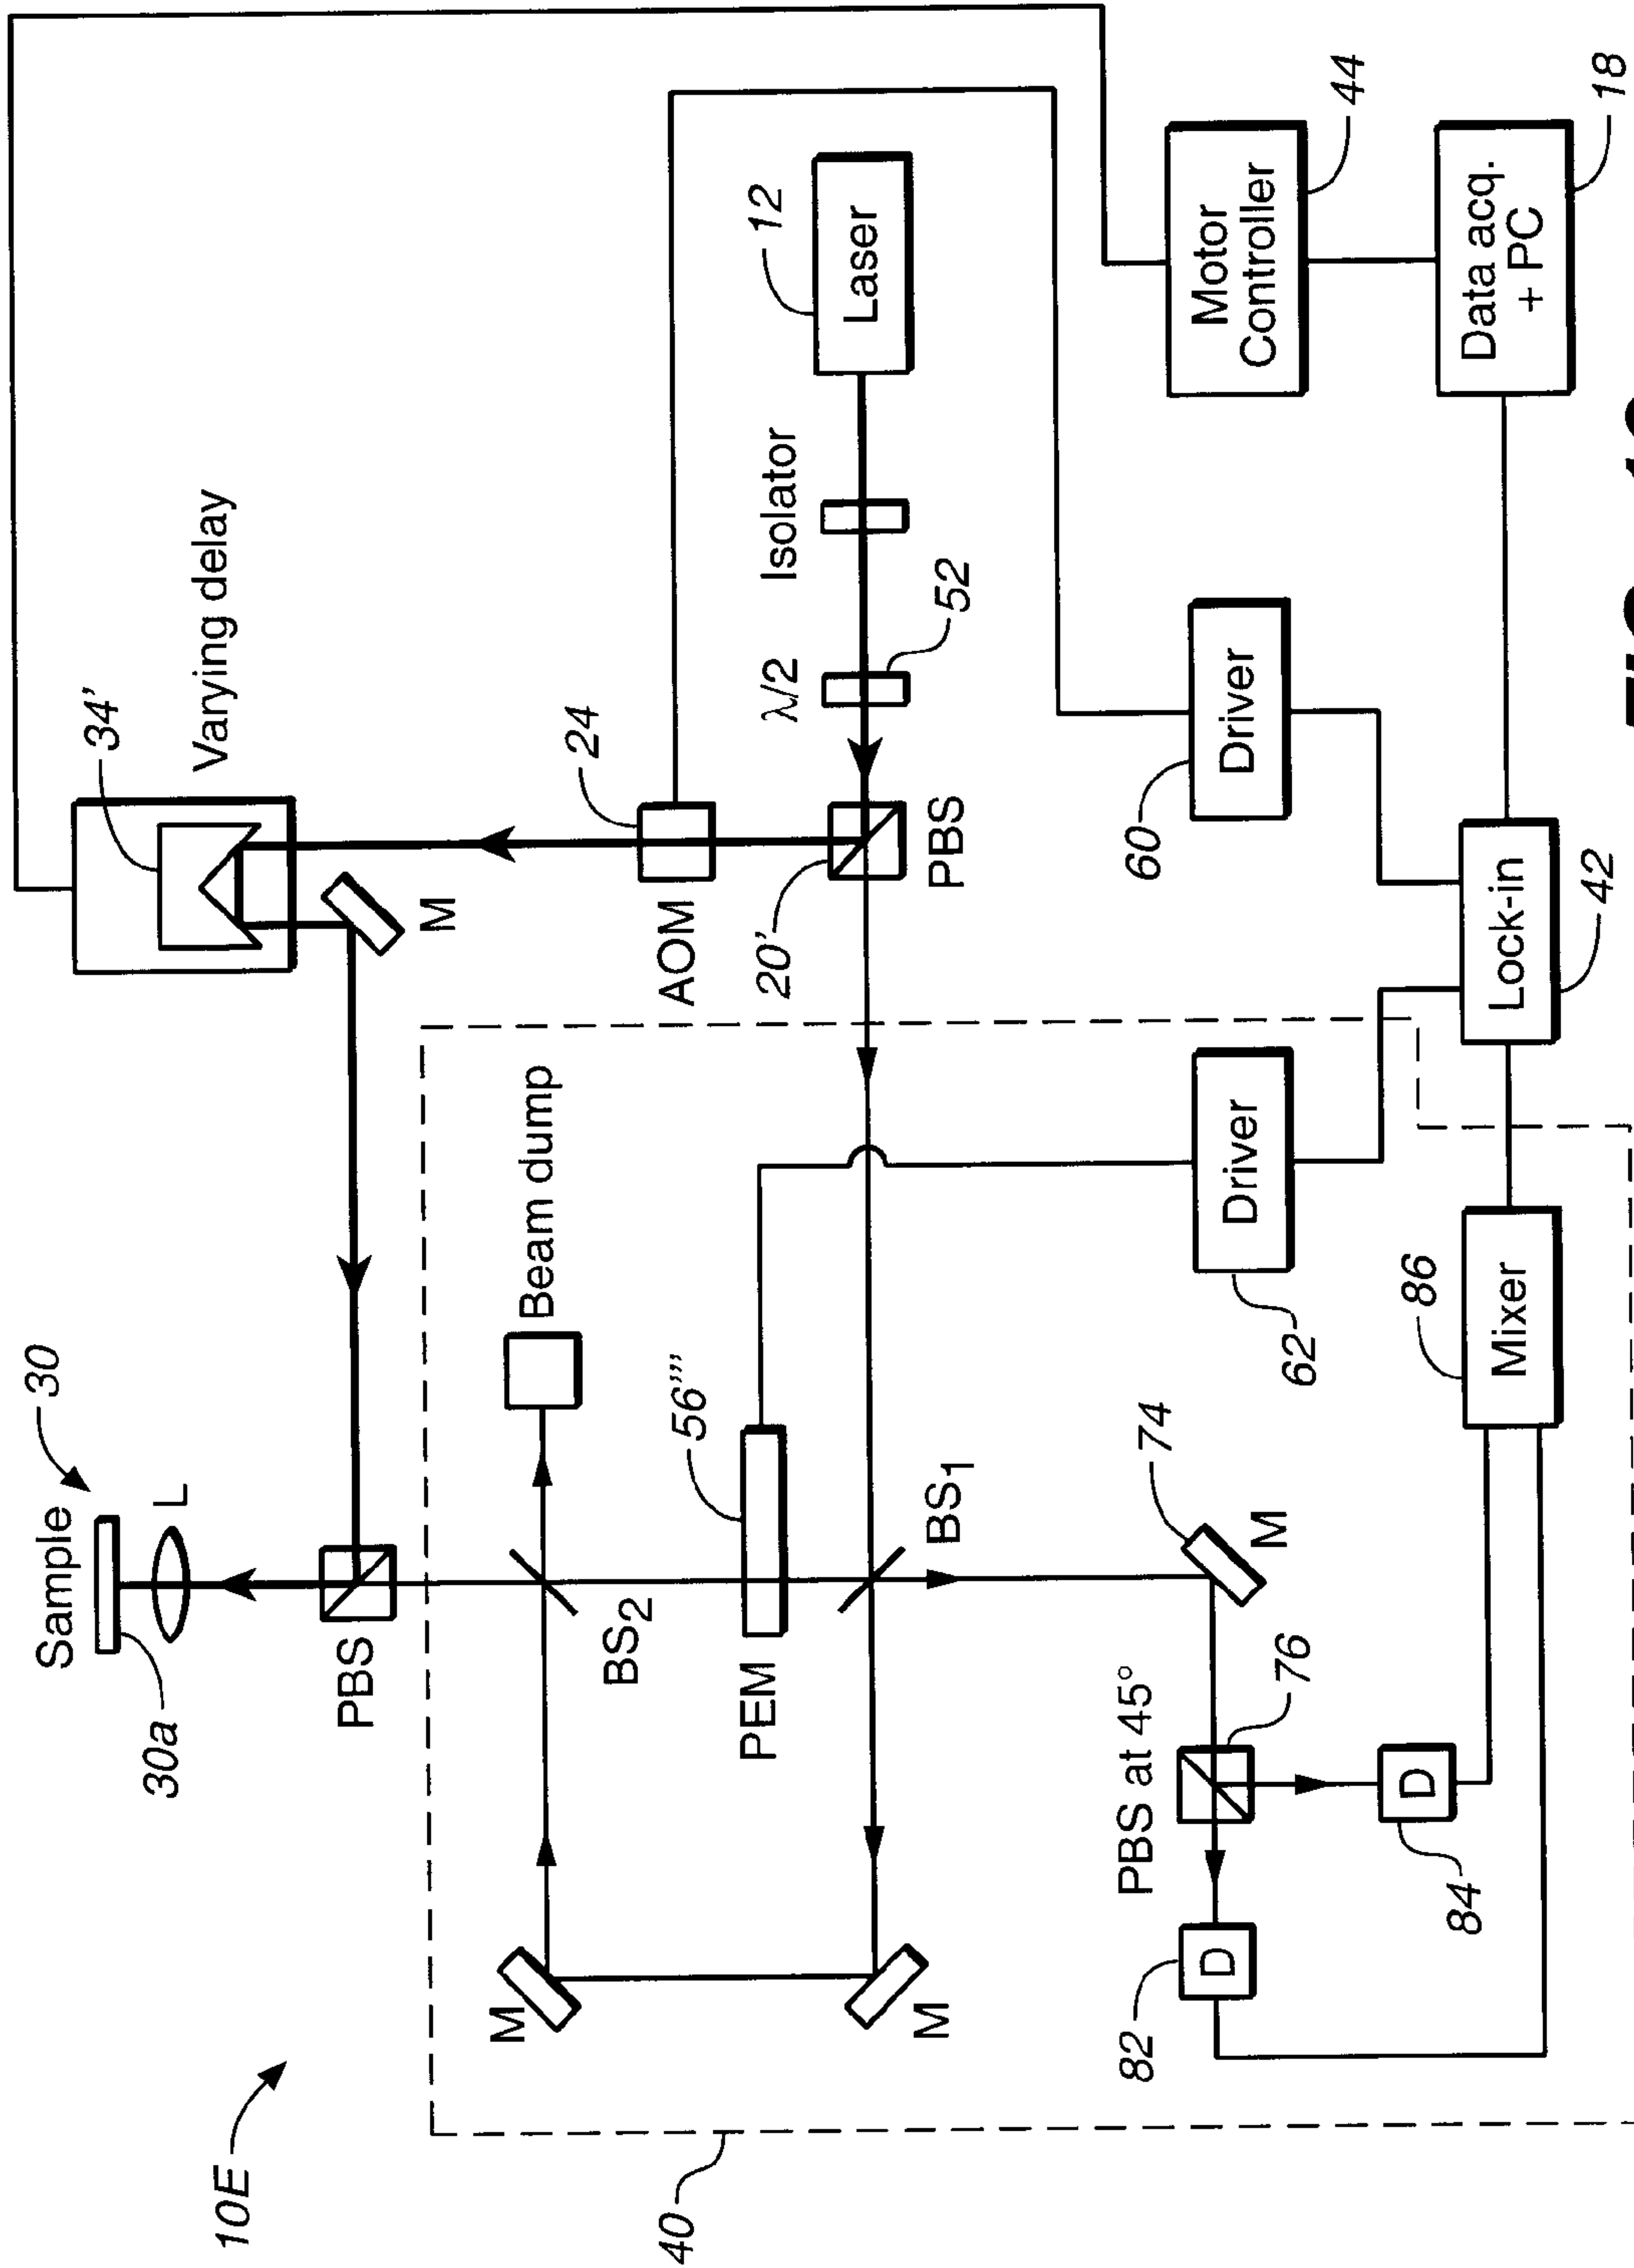 10E
40
Sample
30
30a
L
PBS
Varying delay
34'
M
Beam dump
BS2
M
PEM
56'''
M
BS1
AOM
24
20'
PBS
λ/2
52
Isolator
12
Laser
M
74
PBS at 45°
76
82
D
D
84
Driver
62
Driver
60
Mixer
86
Lock-in
42
Motor
Controller
44
Data acq.
+ PC
18